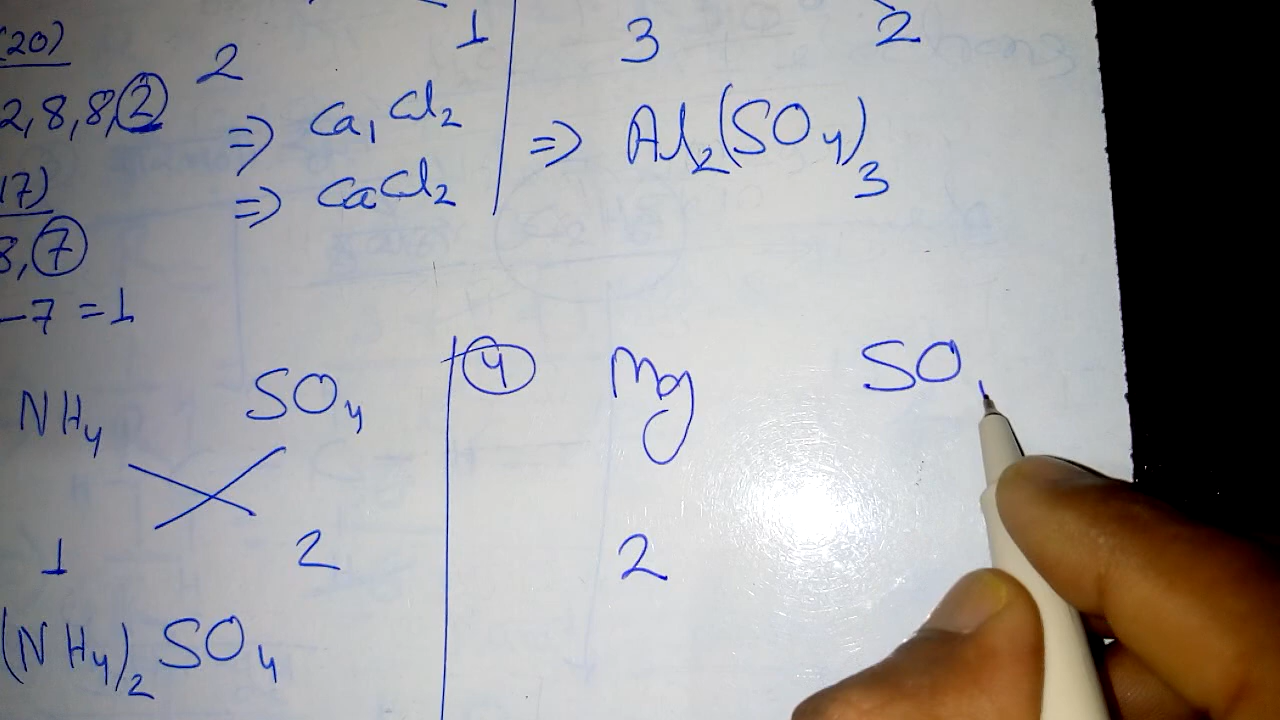 (20)
2,8,8,2
17)
8,7
-7 = 1
2 1
⇒ Ca₁Cl₂
⇒ CaCl₂
3 2
⇒ Al₂(SO₄)₃
NH₄ SO₄
1 2
(NH₄)₂SO₄
4 Mg SO
2